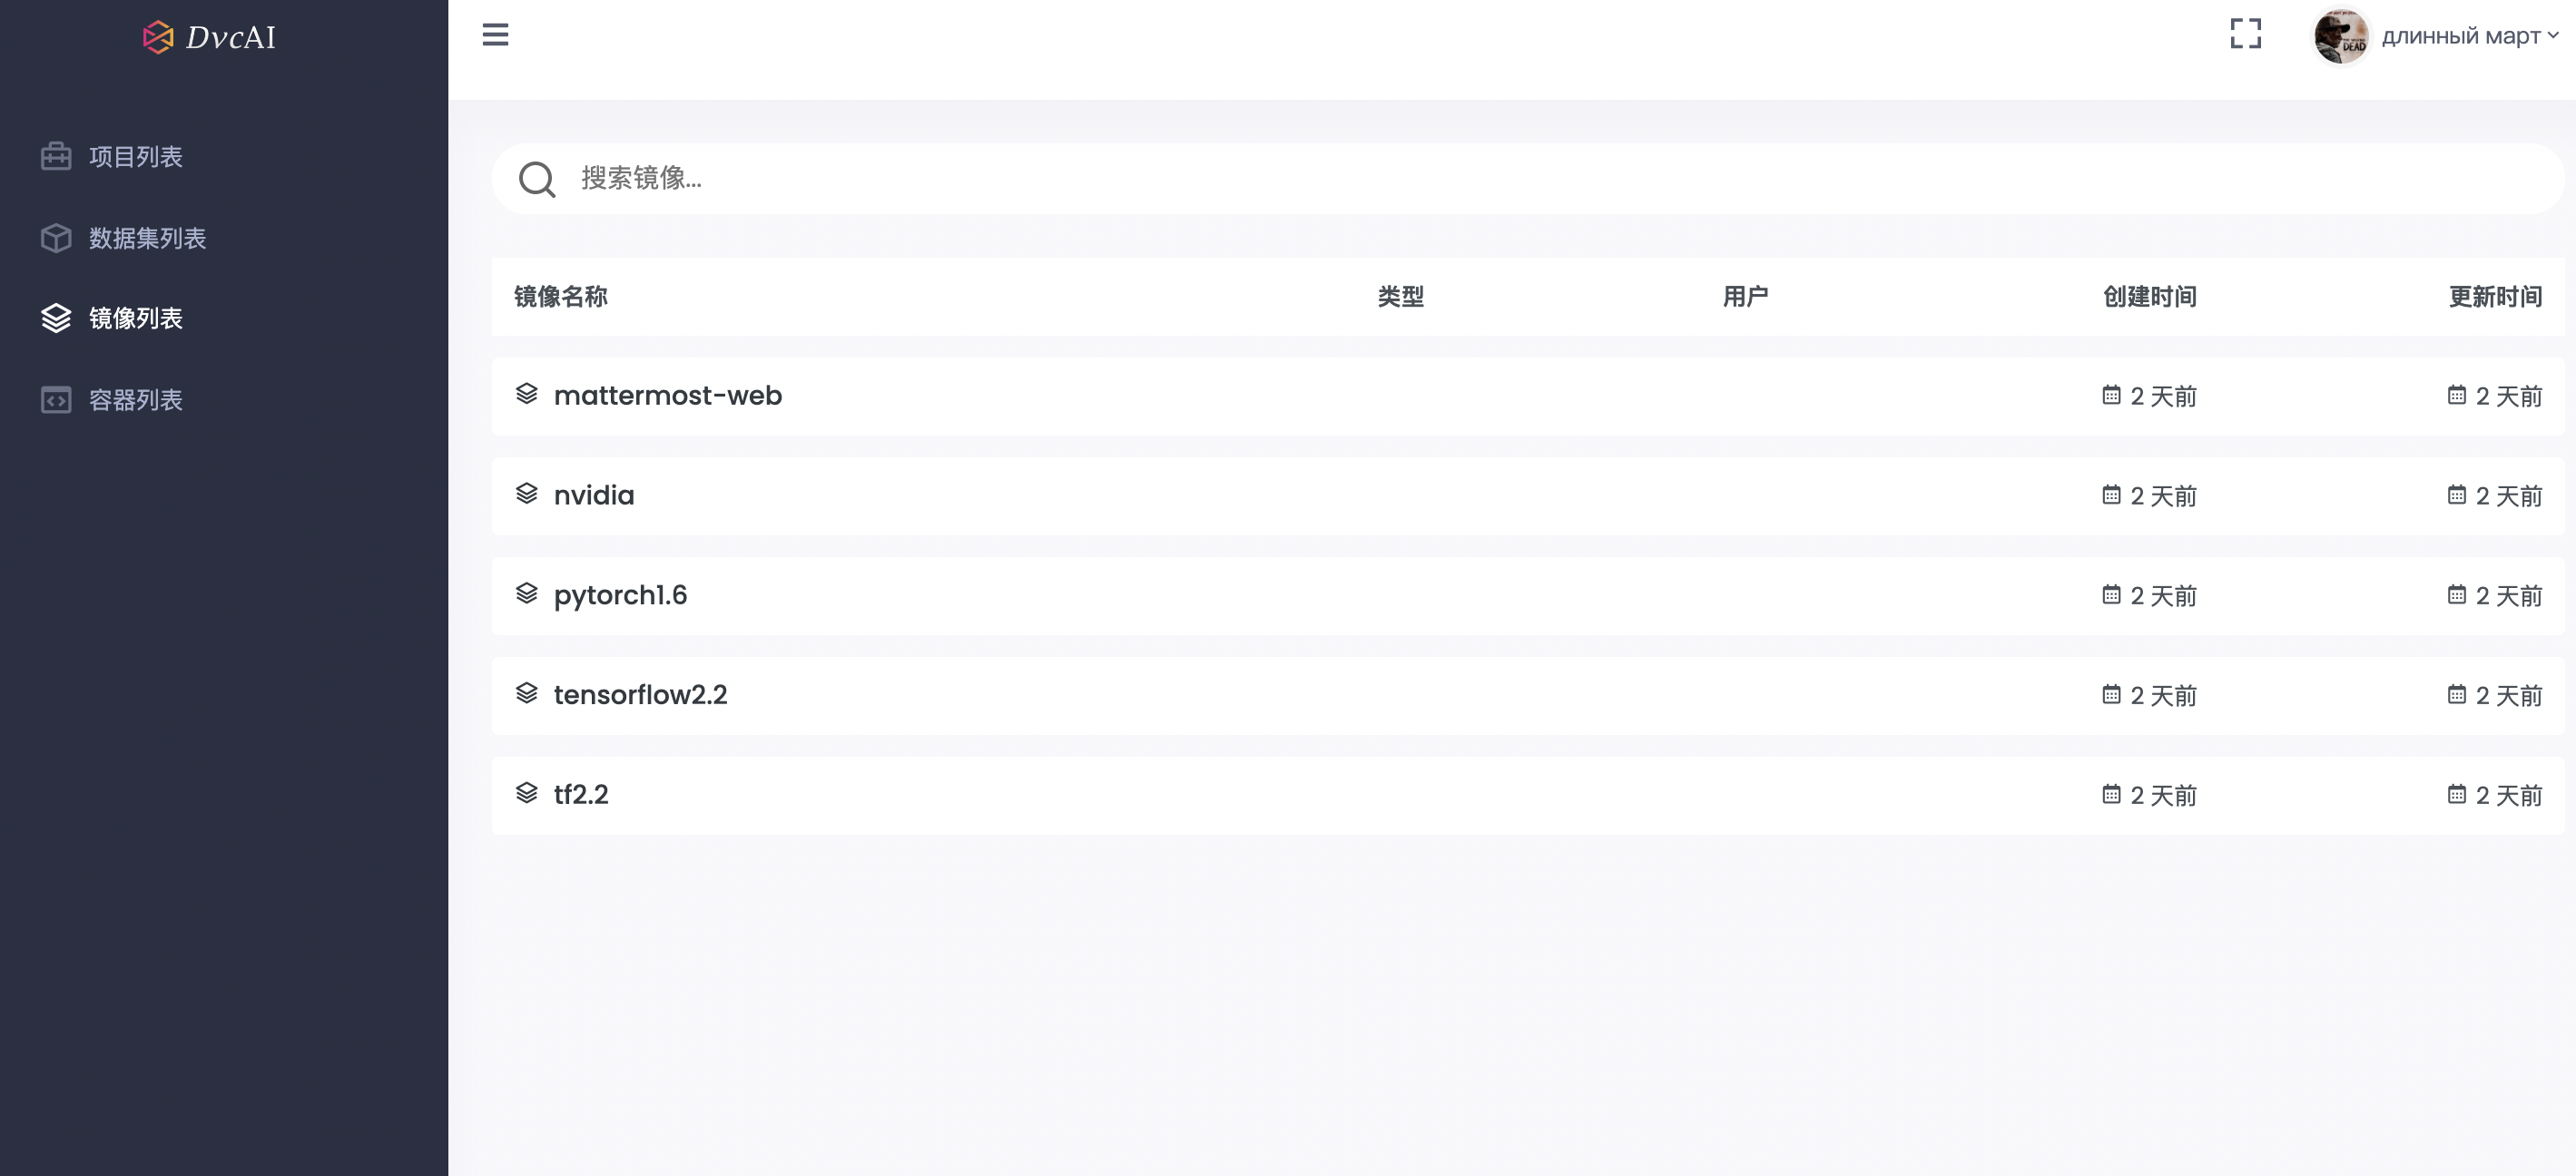 DvcAI
длинный март
项目列表
数据集列表
镜像列表
容器列表
搜索镜像...
镜像名称 类型 用户 创建时间 更新时间
mattermost-web 2 天前 2 天前
nvidia 2 天前 2 天前
pytorch1.6 2 天前 2 天前
tensorflow2.2 2 天前 2 天前
tf2.2 2 天前 2 天前